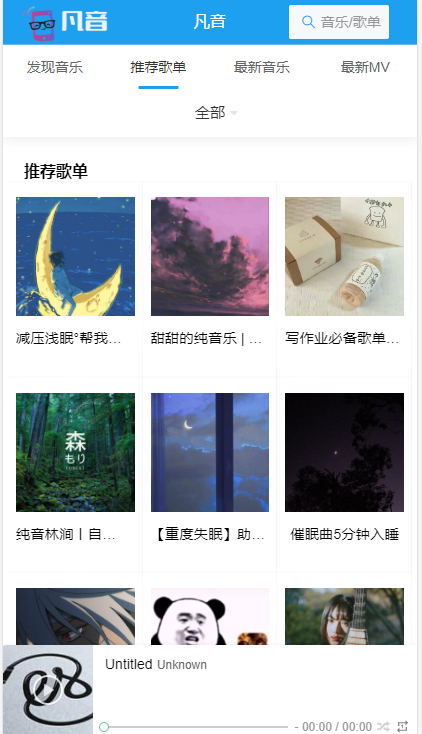 凡音
凡音
音乐/歌单
发现音乐 推荐歌单 最新音乐 最新MV
全部
推荐歌单
减压浅眠°帮我…
甜甜的纯音乐 | …
写作业必备歌单…
森
もり
FOREST
纯音林涧丨自…
【重度失眠】助…
催眠曲5分钟入睡
Untitled Unknown
- 00:00 / 00:00